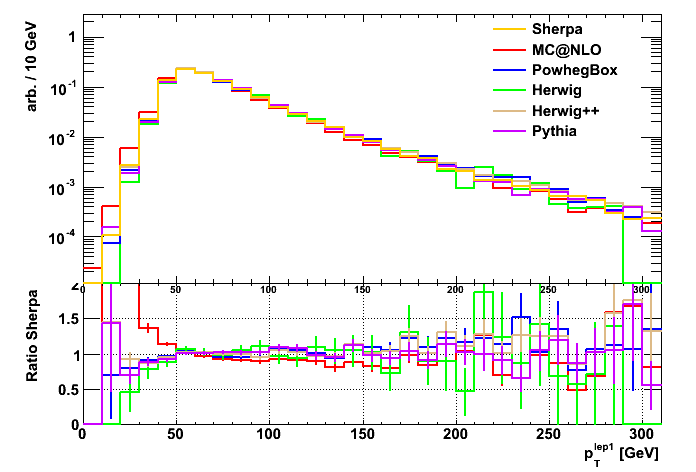 arb. / 10 GeV
1
10^-1
10^-2
10^-3
10^-4
Sherpa
MC@NLO
PowhegBox
Herwig
Herwig++
Pythia
0 50 100 150 200 250 300
Ratio Sherpa
2
1.5
1
0.5
0
0 50 100 150 200 250 300
p_T^lep1 [GeV]